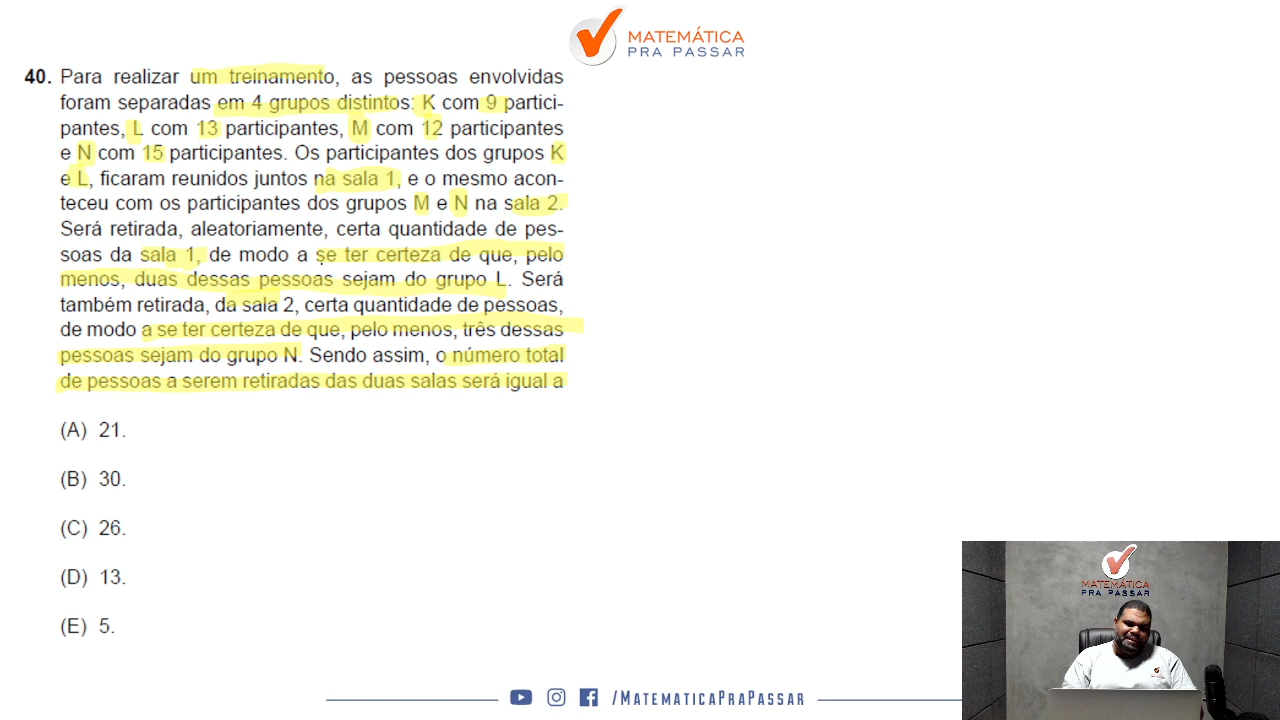 MATEMÁTICA
PRA PASSAR
40. Para realizar um treinamento, as pessoas envolvidas
foram separadas em 4 grupos distintos: K com 9 partici-
pantes, L com 13 participantes, M com 12 participantes
e N com 15 participantes. Os participantes dos grupos K
e L, ficaram reunidos juntos na sala 1, e o mesmo acon-
teceu com os participantes dos grupos M e N na sala 2.
Será retirada, aleatoriamente, certa quantidade de pes-
soas da sala 1, de modo a se ter certeza de que, pelo
menos, duas dessas pessoas sejam do grupo L. Será
também retirada, da sala 2, certa quantidade de pessoas,
de modo a se ter certeza de que, pelo menos, três dessas
pessoas sejam do grupo N. Sendo assim, o número total
de pessoas a serem retiradas das duas salas será igual a
(A) 21.
(B) 30.
(C) 26.
(D) 13.
(E) 5.
MATEMÁTICA
PRA PASSAR
/MATEMATICAPRAPASSAR